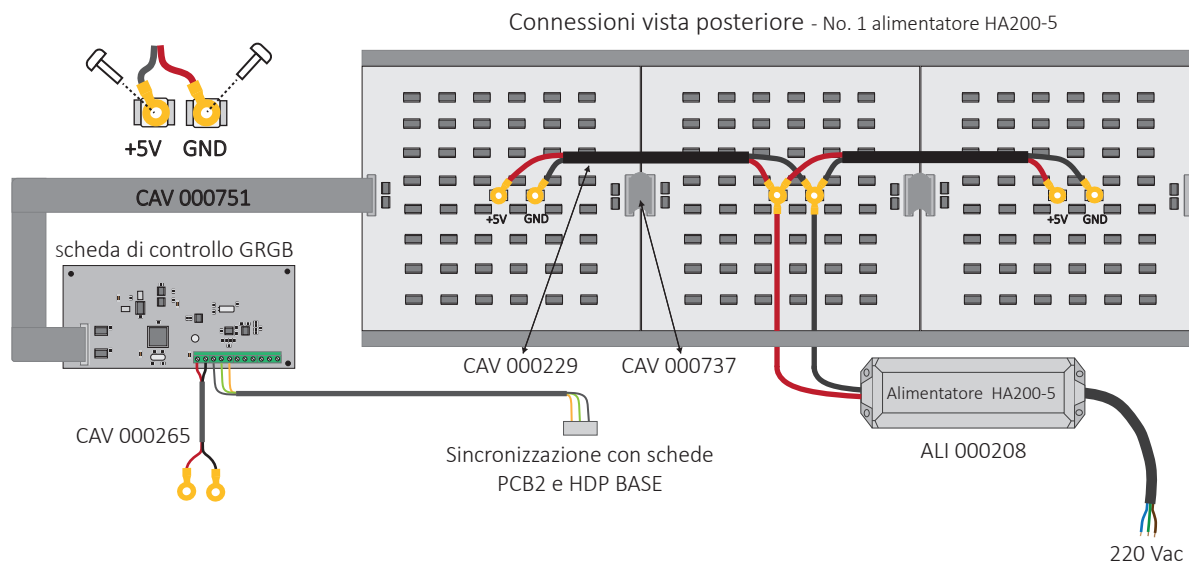 Connessioni vista posteriore - No. 1 alimentatore HA200-5
+5V GND
CAV 000751
+5V GND
+5V GND
scheda di controllo GRGB
CAV 000229
CAV 000737
Alimentatore HA200-5
CAV 000265
ALI 000208
Sincronizzazione con schede
PCB2 e HDP BASE
220 Vac